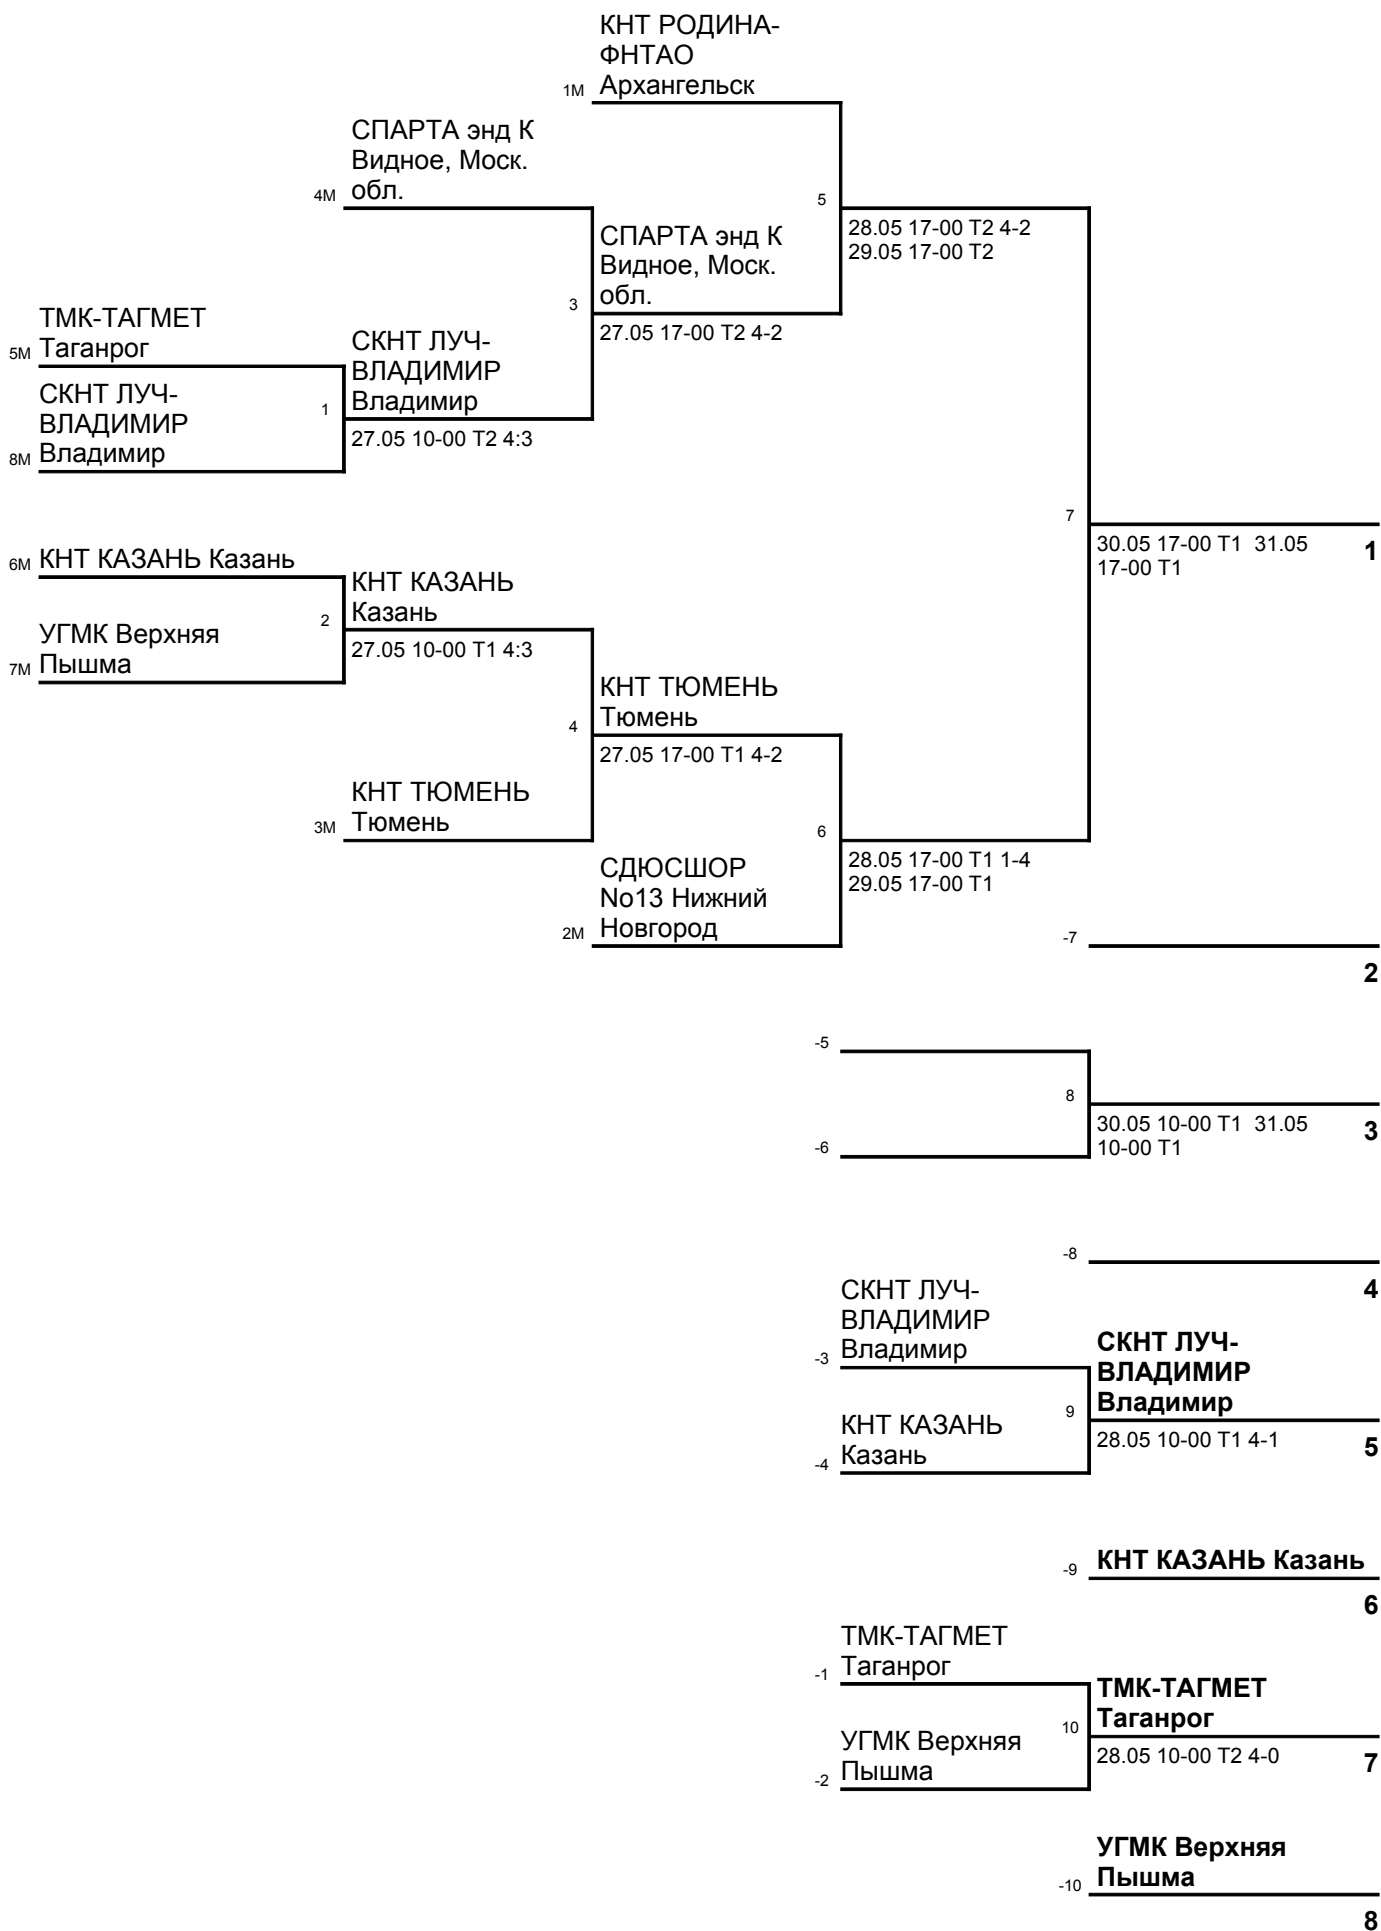 КНТ РОДИНА-
ФНТАО
1М Архангельск
СПАРТА энд К
Видное, Моск.
4М обл.
5
28.05 17-00 Т2 4-2
29.05 17-00 Т2
СПАРТА энд К
Видное, Моск.
обл.
3
27.05 17-00 Т2 4-2
ТМК-ТАГМЕТ
5М Таганрог
СКНТ ЛУЧ-
ВЛАДИМИР
Владимир
1
27.05 10-00 Т2 4:3
СКНТ ЛУЧ-
ВЛАДИМИР
8М Владимир
7
30.05 17-00 Т1 31.05
17-00 Т1
1
6М КНТ КАЗАНЬ Казань
КНТ КАЗАНЬ
Казань
2
27.05 10-00 Т1 4:3
УГМК Верхняя
7М Пышма
КНТ ТЮМЕНЬ
Тюмень
4
27.05 17-00 Т1 4-2
КНТ ТЮМЕНЬ
3М Тюмень
6
28.05 17-00 Т1 1-4
29.05 17-00 Т1
СДЮСШОР
No13 Нижний
2М Новгород
-7
2
-5
8
30.05 10-00 Т1 31.05
10-00 Т1
3
-6
-8
4
СКНТ ЛУЧ-
ВЛАДИМИР
-3 Владимир
СКНТ ЛУЧ-
ВЛАДИМИР
Владимир
9
28.05 10-00 Т1 4-1
5
КНТ КАЗАНЬ
-4 Казань
-9 КНТ КАЗАНЬ Казань
6
ТМК-ТАГМЕТ
-1 Таганрог
ТМК-ТАГМЕТ
Таганрог
10
28.05 10-00 Т2 4-0
7
УГМК Верхняя
-2 Пышма
УГМК Верхняя
-10 Пышма
8